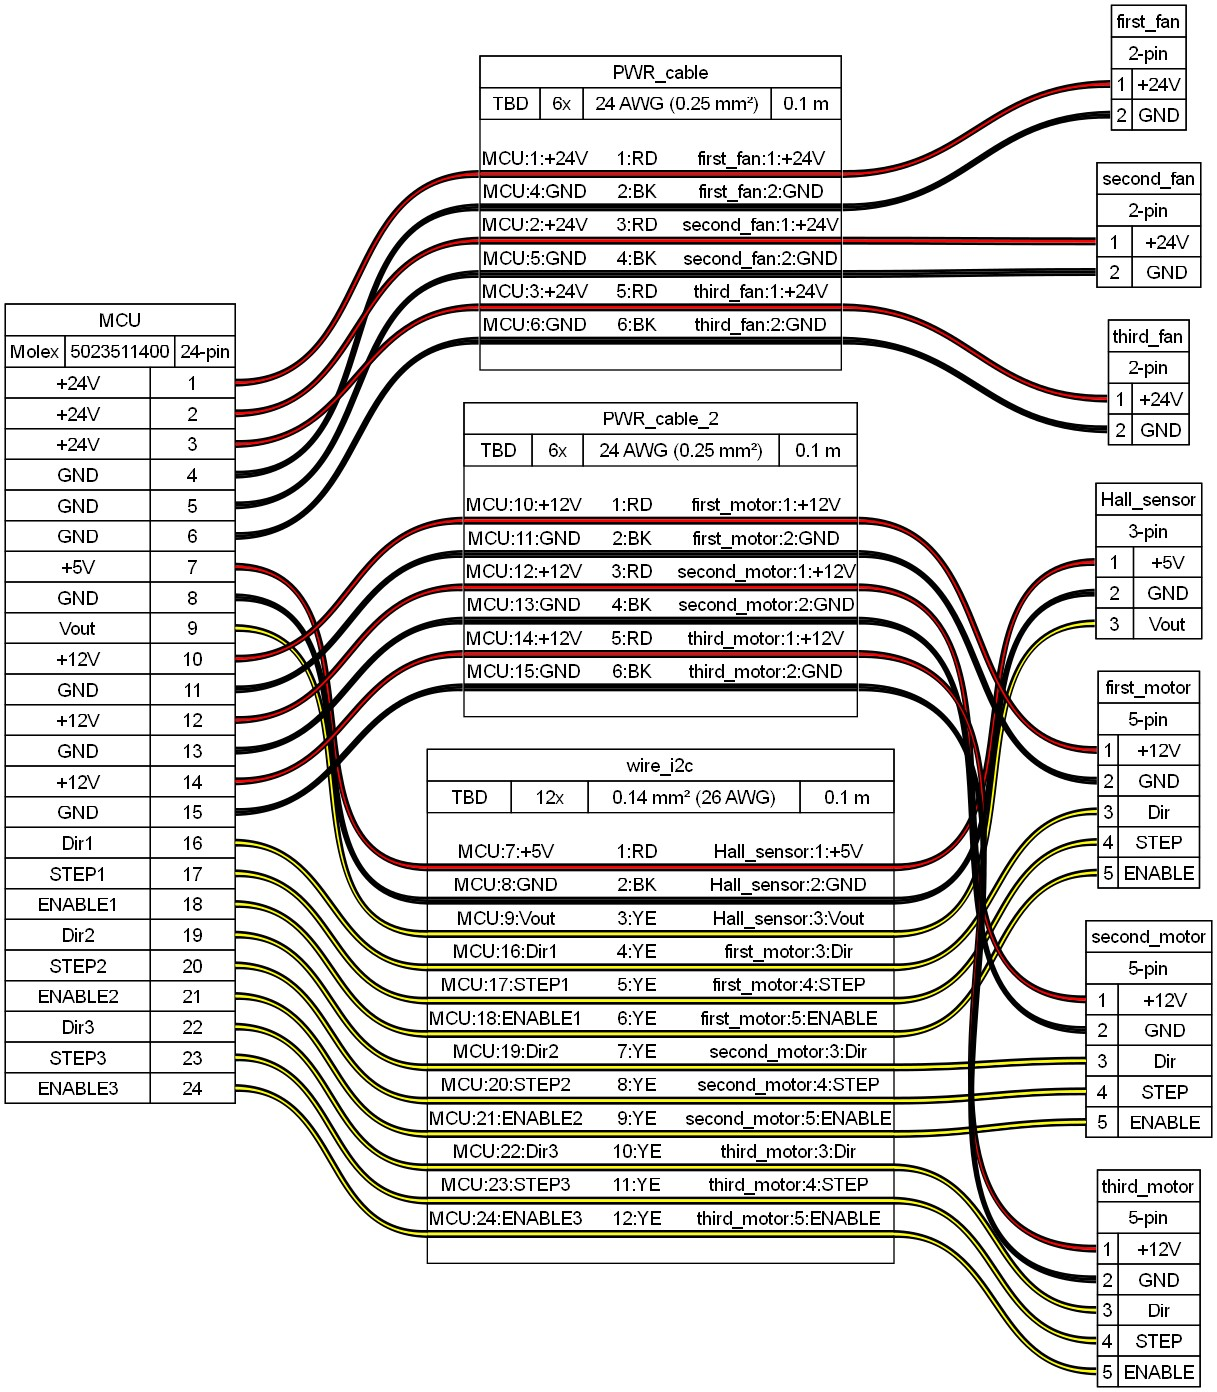 MCU
Molex 5023511400 24-pin
+24V 1
+24V 2
+24V 3
GND 4
GND 5
GND 6
+5V 7
GND 8
Vout 9
+12V 10
GND 11
+12V 12
GND 13
+12V 14
GND 15
Dir1 16
STEP1 17
ENABLE1 18
Dir2 19
STEP2 20
ENABLE2 21
Dir3 22
STEP3 23
ENABLE3 24
PWR_cable
TBD 6x 24 AWG (0.25 mm²) 0.1 m
MCU:1:+24V 1:RD first_fan:1:+24V
MCU:4:GND 2:BK first_fan:2:GND
MCU:2:+24V 3:RD second_fan:1:+24V
MCU:5:GND 4:BK second_fan:2:GND
MCU:3:+24V 5:RD third_fan:1:+24V
MCU:6:GND 6:BK third_fan:2:GND
PWR_cable_2
TBD 6x 24 AWG (0.25 mm²) 0.1 m
MCU:10:+12V 1:RD first_motor:1:+12V
MCU:11:GND 2:BK first_motor:2:GND
MCU:12:+12V 3:RD second_motor:1:+12V
MCU:13:GND 4:BK second_motor:2:GND
MCU:14:+12V 5:RD third_motor:1:+12V
MCU:15:GND 6:BK third_motor:2:GND
wire_i2c
TBD 12x 0.14 mm² (26 AWG) 0.1 m
MCU:7:+5V 1:RD Hall_sensor:1:+5V
MCU:8:GND 2:BK Hall_sensor:2:GND
MCU:9:Vout 3:YE Hall_sensor:3:Vout
MCU:16:Dir1 4:YE first_motor:3:Dir
MCU:17:STEP1 5:YE first_motor:4:STEP
MCU:18:ENABLE1 6:YE first_motor:5:ENABLE
MCU:19:Dir2 7:YE second_motor:3:Dir
MCU:20:STEP2 8:YE second_motor:4:STEP
MCU:21:ENABLE2 9:YE second_motor:5:ENABLE
MCU:22:Dir3 10:YE third_motor:3:Dir
MCU:23:STEP3 11:YE third_motor:4:STEP
MCU:24:ENABLE3 12:YE third_motor:5:ENABLE
first_fan
2-pin
1 +24V
2 GND
second_fan
2-pin
1 +24V
2 GND
third_fan
2-pin
1 +24V
2 GND
Hall_sensor
3-pin
1 +5V
2 GND
3 Vout
first_motor
5-pin
1 +12V
2 GND
3 Dir
4 STEP
5 ENABLE
second_motor
5-pin
1 +12V
2 GND
3 Dir
4 STEP
5 ENABLE
third_motor
5-pin
1 +12V
2 GND
3 Dir
4 STEP
5 ENABLE